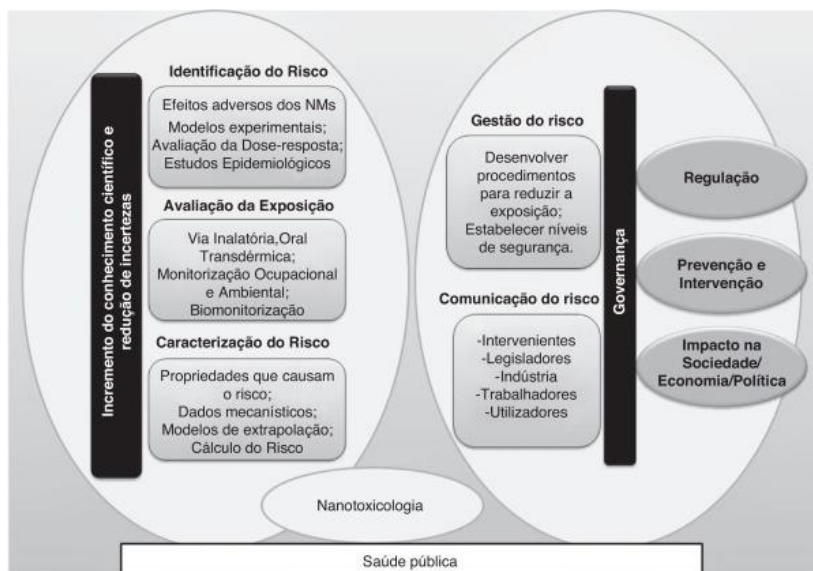 Incremento do conhecimento científico e
redução de incertezas
Identificação do Risco
Efeitos adversos dos NMs
Modelos experimentais;
Avaliação da Dose-resposta;
Estudos Epidemiológicos
Avaliação da Exposição
Via Inalatória,Oral
Transdérmica;
Monitorização Ocupacional
e Ambiental;
Biomonitorização
Caracterização do Risco
Propriedades que causam
o risco;
Dados mecanísticos;
Modelos de extrapolação;
Cálculo do Risco
Gestão do risco
Desenvolver
procedimentos
para reduzir a
exposição;
Estabelecer níveis
de segurança.
Comunicação do risco
-Intervenientes
-Legisladores
-Indústria
-Trabalhadores
-Utilizadores
Governança
Regulação
Prevenção e
Intervenção
Impacto na
Sociedade/
Economia/Política
Nanotoxicologia
Saúde pública